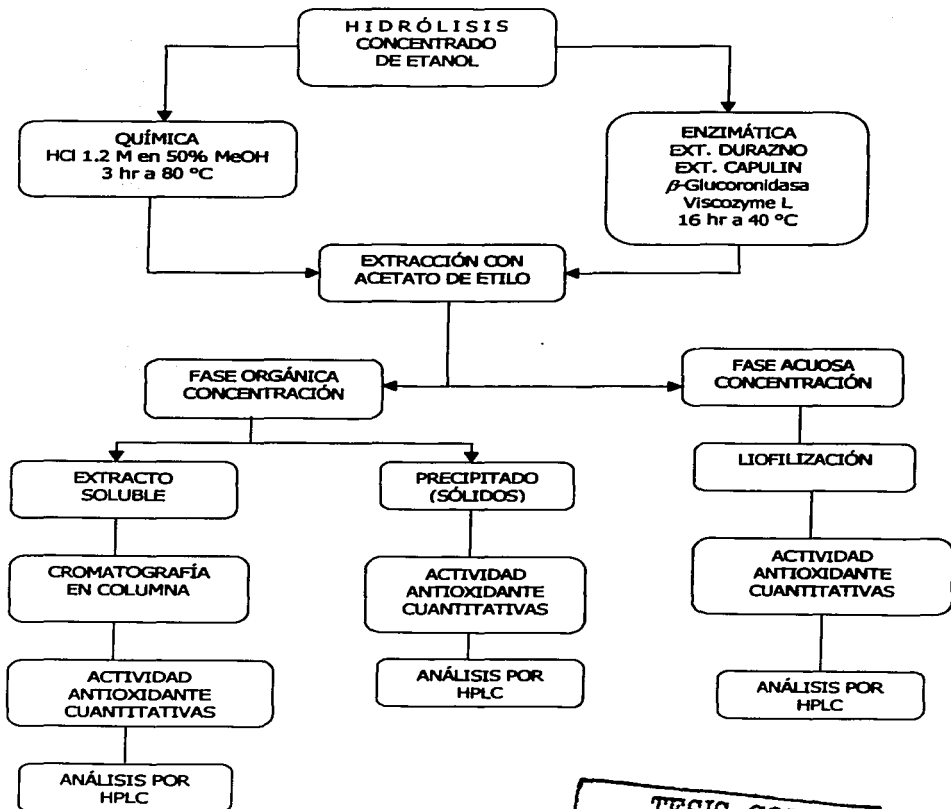 HIDRÓLISIS
CONCENTRADO
DE ETANOL
QUÍMICA
HCl 1.2 M en 50% MeOH
3 hr a 80 °C
ENZIMÁTICA
EXT. DURAZNO
EXT. CAPULIN
β-Glucoronidasa
Viscozyme L
16 hr a 40 °C
EXTRACCIÓN CON
ACETATO DE ETILO
FASE ORGÁNICA
CONCENTRACIÓN
FASE ACUOSA
CONCENTRACIÓN
EXTRACTO
SOLUBLE
PRECIPITADO
(SÓLIDOS)
LIOFILIZACIÓN
CROMATOGRAFÍA
EN COLUMNA
ACTIVIDAD
ANTIOXIDANTE
CUANTITATIVAS
ACTIVIDAD
ANTIOXIDANTE
CUANTITATIVAS
ACTIVIDAD
ANTIOXIDANTE
CUANTITATIVAS
ANÁLISIS POR
HPLC
ANÁLISIS POR
HPLC
ANÁLISIS POR
HPLC
TESIS